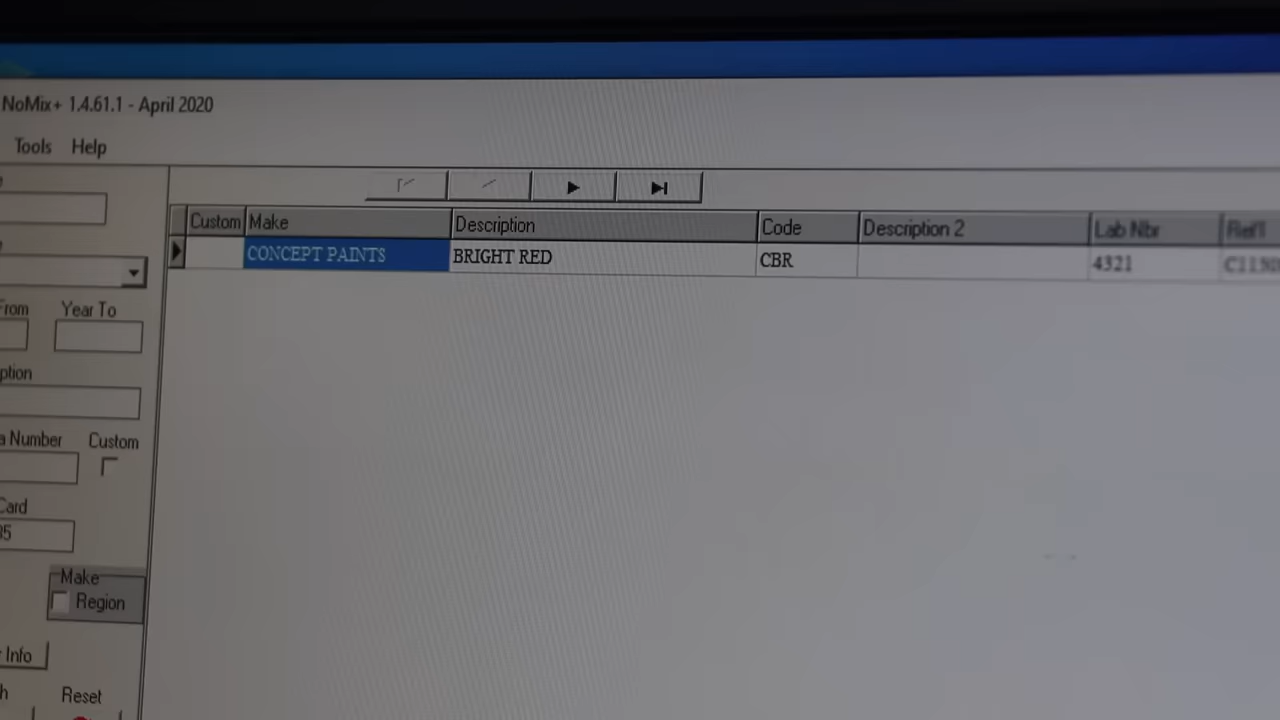 NoMix+ 1.4.61.1 - April 2020
Tools Help
Custom Make Description Code Description 2 Lab Nbr
CONCEPT PAINTS BRIGHT RED CBR 4321
From Year To
Number Custom
Card
Make
Region
Info
Reset